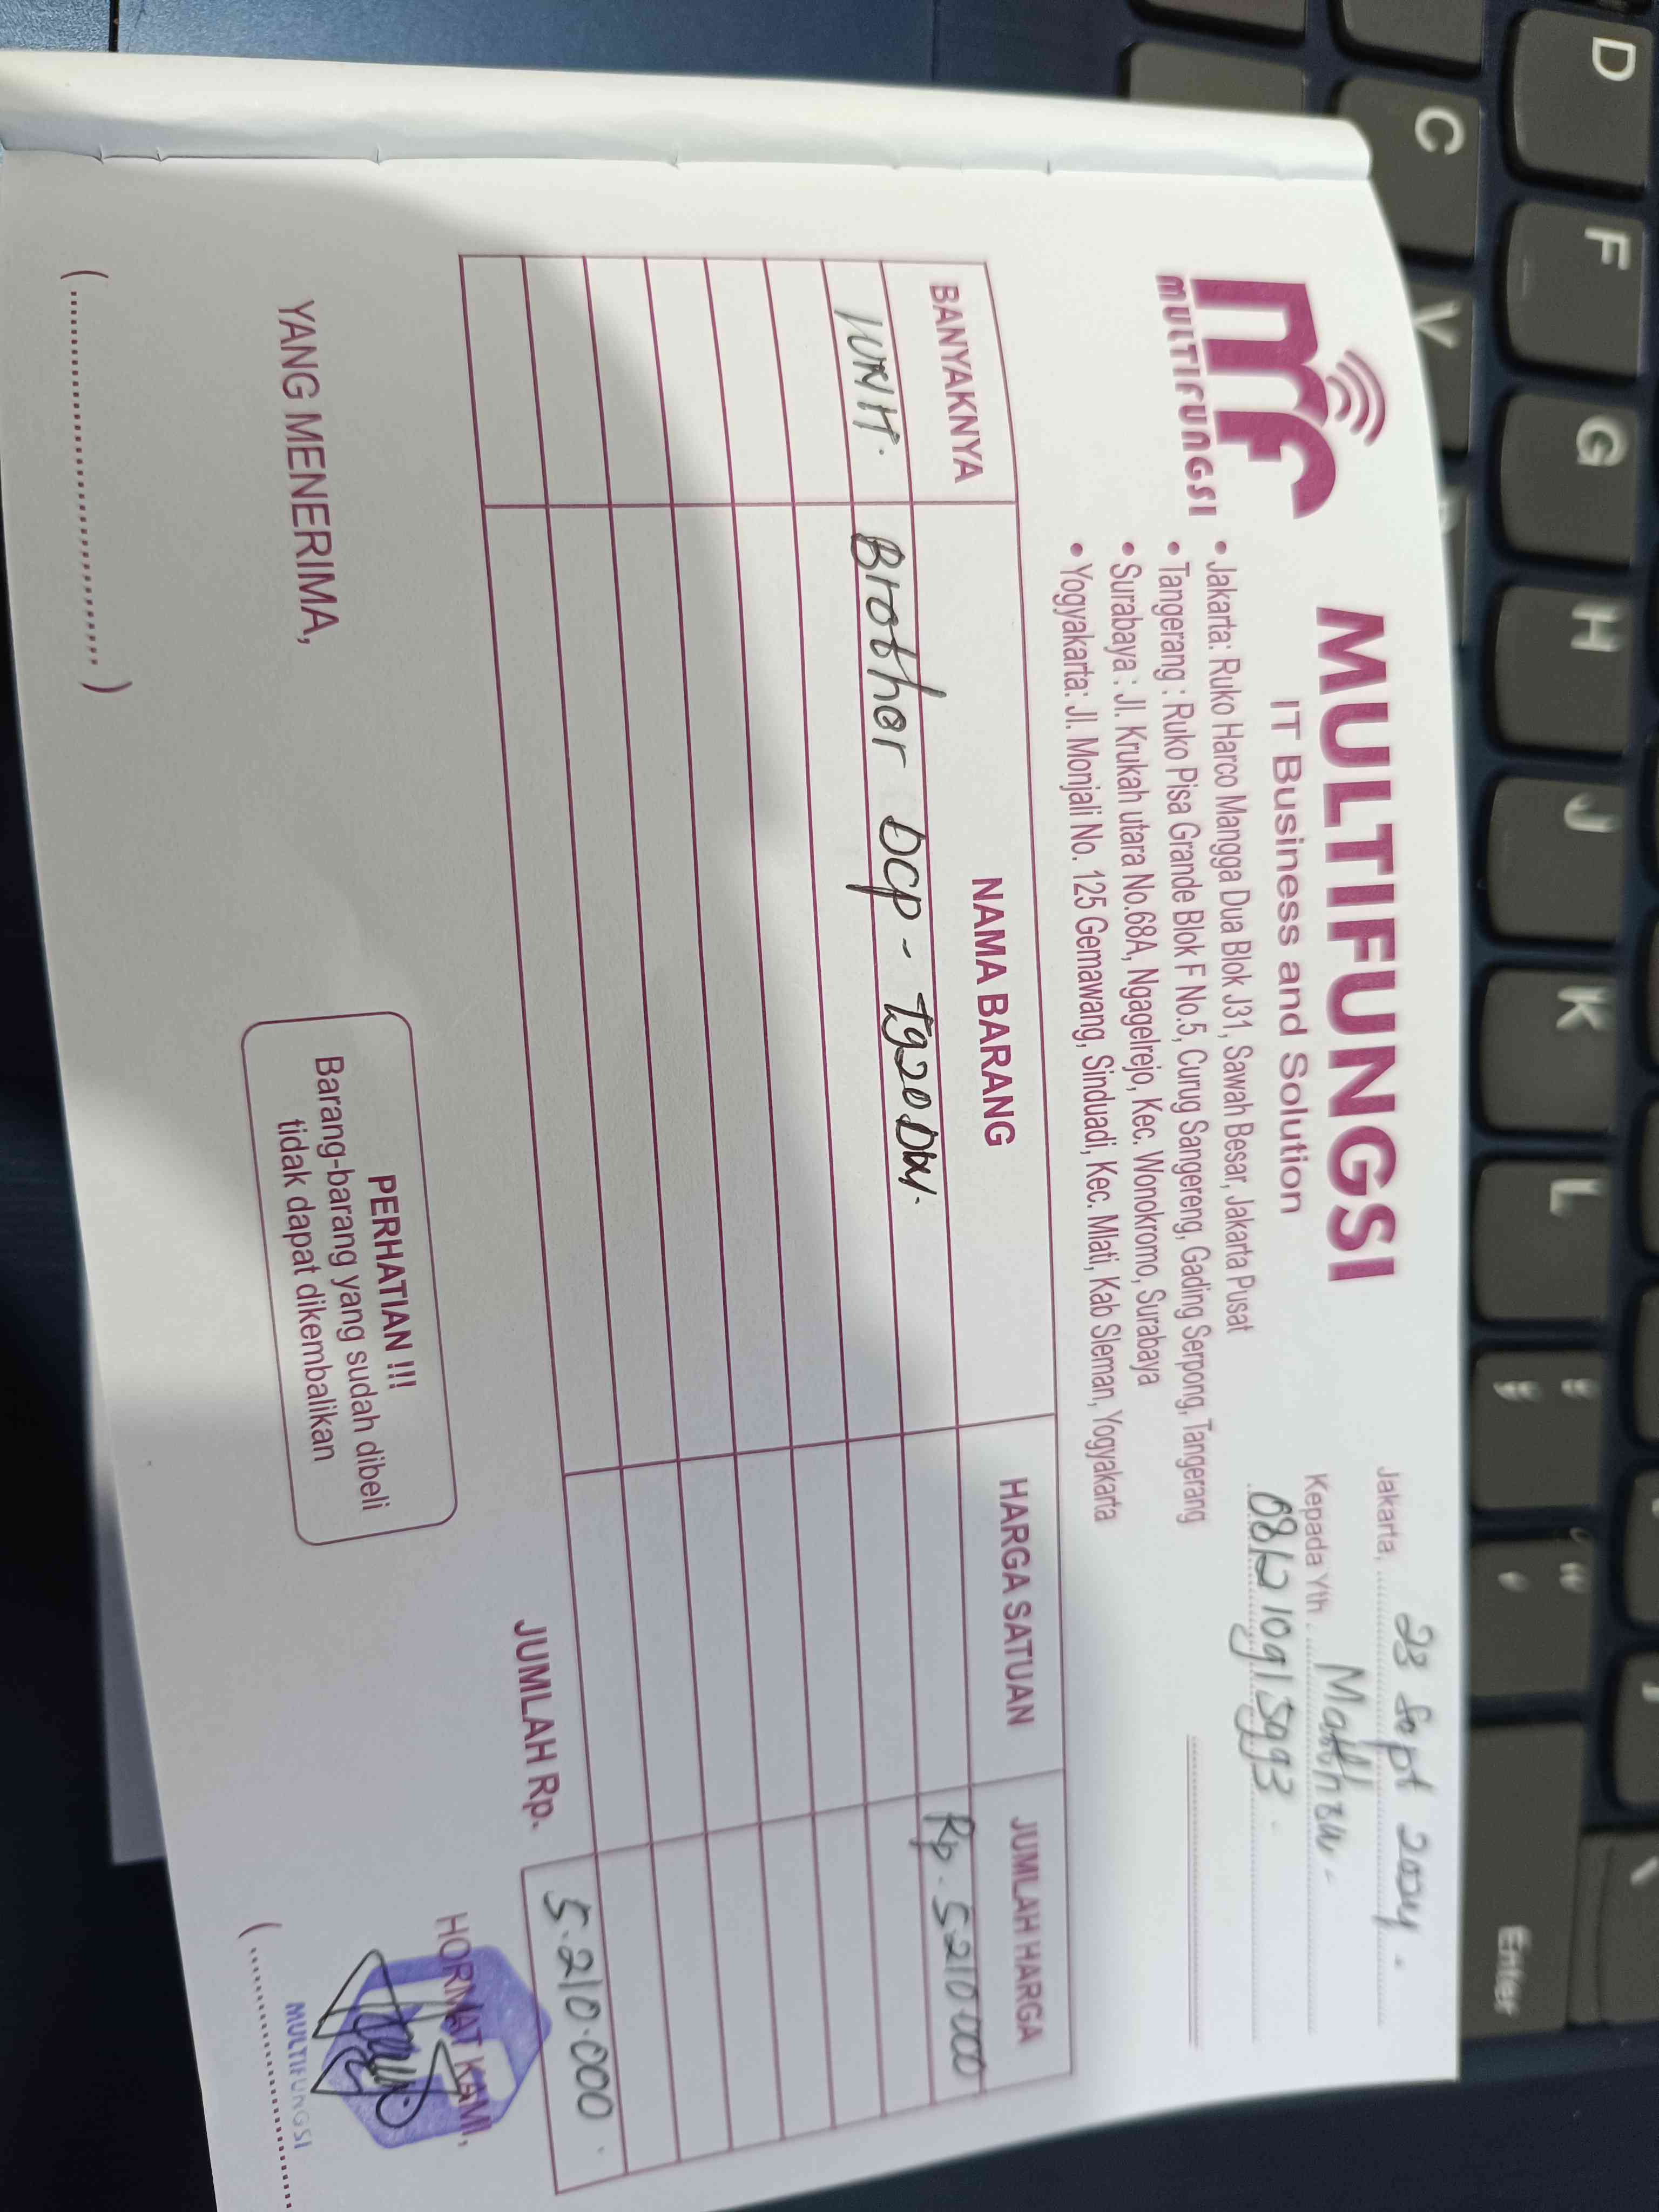 mf
MULTIFUNGSI
MULTIFUNGSI
IT Business and Solution
• Jakarta: Ruko Harco Mangga Dua Blok J31, Sawah Besar, Jakarta Pusat
• Tangerang : Ruko Pisa Grande Blok F No.5, Curug Sangereng, Gading Serpong, Tangerang
• Surabaya : Jl. Krukah utara No.68A, Ngagelrejo, Kec. Wonokromo, Surabaya
• Yogyakarta: Jl. Monjali No. 125 Gemawang, Sinduadi, Kec. Mlati, Kab Sleman, Yogyakarta
Jakarta, 23 Sept 2024.
Kepada Yth. Matthew.
081210915993.
BANYAKNYA NAMA BARANG HARGA SATUAN JUMLAH HARGA
1 UNIT. Brother DCP - T920DW. Rp. 5210000
JUMLAH Rp. 5.210.000.
YANG MENERIMA,
(........................)
PERHATIAN !!!
Barang-barang yang sudah dibeli
tidak dapat dikembalikan
HORMAT KAMI,
MULTIFUNGSI
D
C F
V G
H
J
K
L
Enter